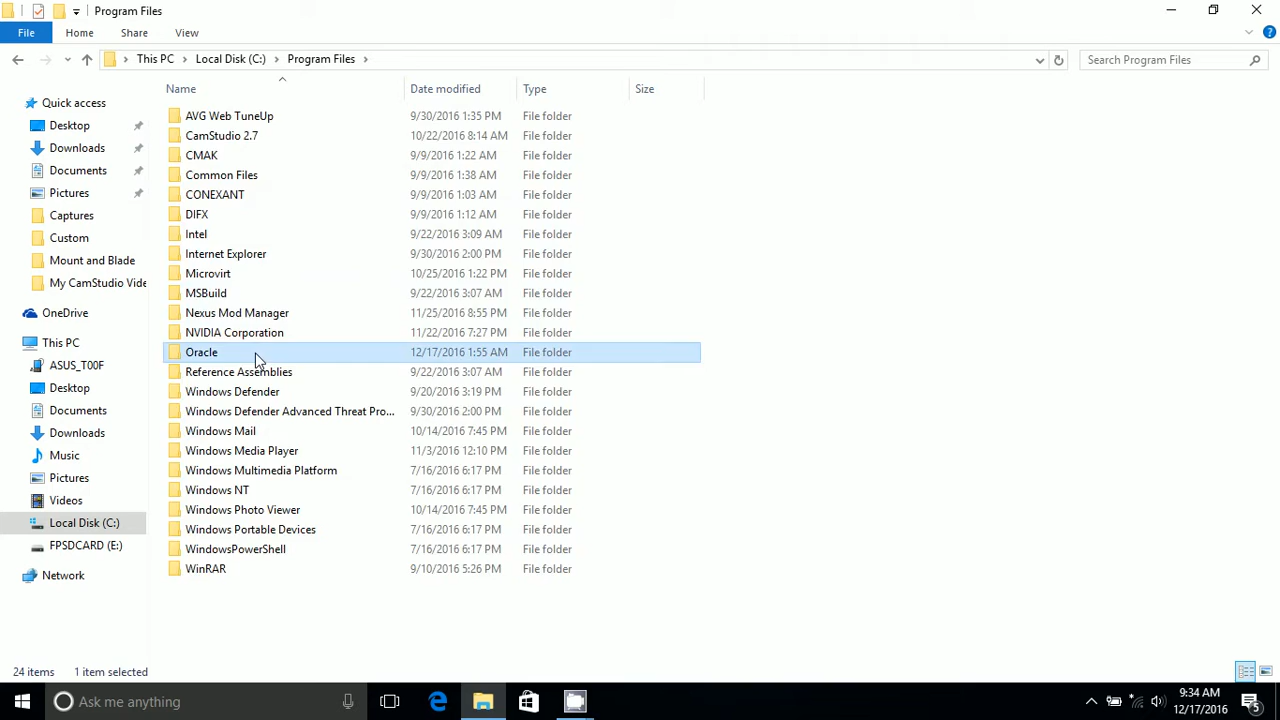 Program Files
File Home Share View
This PC Local Disk (C:) Program Files Search Program Files
Name Date modified Type Size
Quick access
Desktop
Downloads
Documents
Pictures
Captures
Custom
Mount and Blade
My CamStudio Vide
OneDrive
This PC
ASUS_T00F
Desktop
Documents
Downloads
Music
Pictures
Videos
Local Disk (C:)
FPSDCARD (E:)
Network
AVG Web TuneUp 9/30/2016 1:35 PM File folder
CamStudio 2.7 10/22/2016 8:14 AM File folder
CMAK 9/9/2016 1:22 AM File folder
Common Files 9/9/2016 1:38 AM File folder
CONEXANT 9/9/2016 1:03 AM File folder
DIFX 9/9/2016 1:12 AM File folder
Intel 9/22/2016 3:09 AM File folder
Internet Explorer 9/30/2016 2:00 PM File folder
Microvirt 10/25/2016 1:22 PM File folder
MSBuild 9/22/2016 3:07 AM File folder
Nexus Mod Manager 11/25/2016 8:55 PM File folder
NVIDIA Corporation 11/22/2016 7:27 PM File folder
Oracle 12/17/2016 1:55 AM File folder
Reference Assemblies 9/22/2016 3:07 AM File folder
Windows Defender 9/20/2016 3:19 PM File folder
Windows Defender Advanced Threat Pro... 9/30/2016 2:00 PM File folder
Windows Mail 10/14/2016 7:45 PM File folder
Windows Media Player 11/3/2016 12:10 PM File folder
Windows Multimedia Platform 7/16/2016 6:17 PM File folder
Windows NT 7/16/2016 6:17 PM File folder
Windows Photo Viewer 10/14/2016 7:45 PM File folder
Windows Portable Devices 7/16/2016 6:17 PM File folder
WindowsPowerShell 7/16/2016 6:17 PM File folder
WinRAR 9/10/2016 5:26 PM File folder
24 items 1 item selected
Ask me anything
9:34 AM
12/17/2016
5